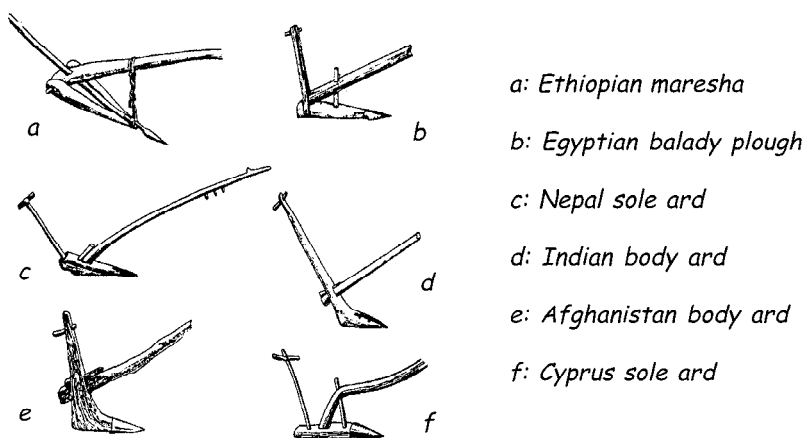 a
b
c
d
e
f
a: Ethiopian maresha
b: Egyptian balady plough
c: Nepal sole ard
d: Indian body ard
e: Afghanistan body ard
f: Cyprus sole ard